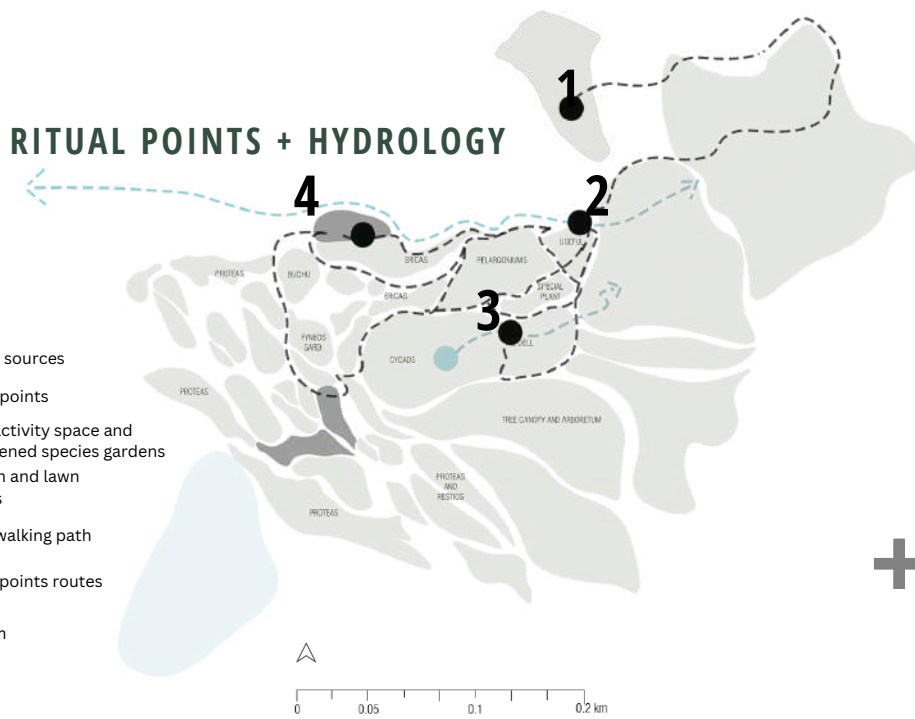 1
RITUAL POINTS + HYDROLOGY
4
2
USEFUL
ERICAS
PELARGONIUMS
PROTEAS
BUCHU
SPECIAL
PLANT
ERICAS
3
FYNBOS
GARD
DELL
CYCADS
sources
points
PROTEAS
ctivity space and
ened species gardens
TREE CANOPY AND ARBORETUM
n and lawn
s
PROTEAS
AND
RESTIOS
PROTEAS
walking path
points routes
n
0
0.05
0.1
0.2 km